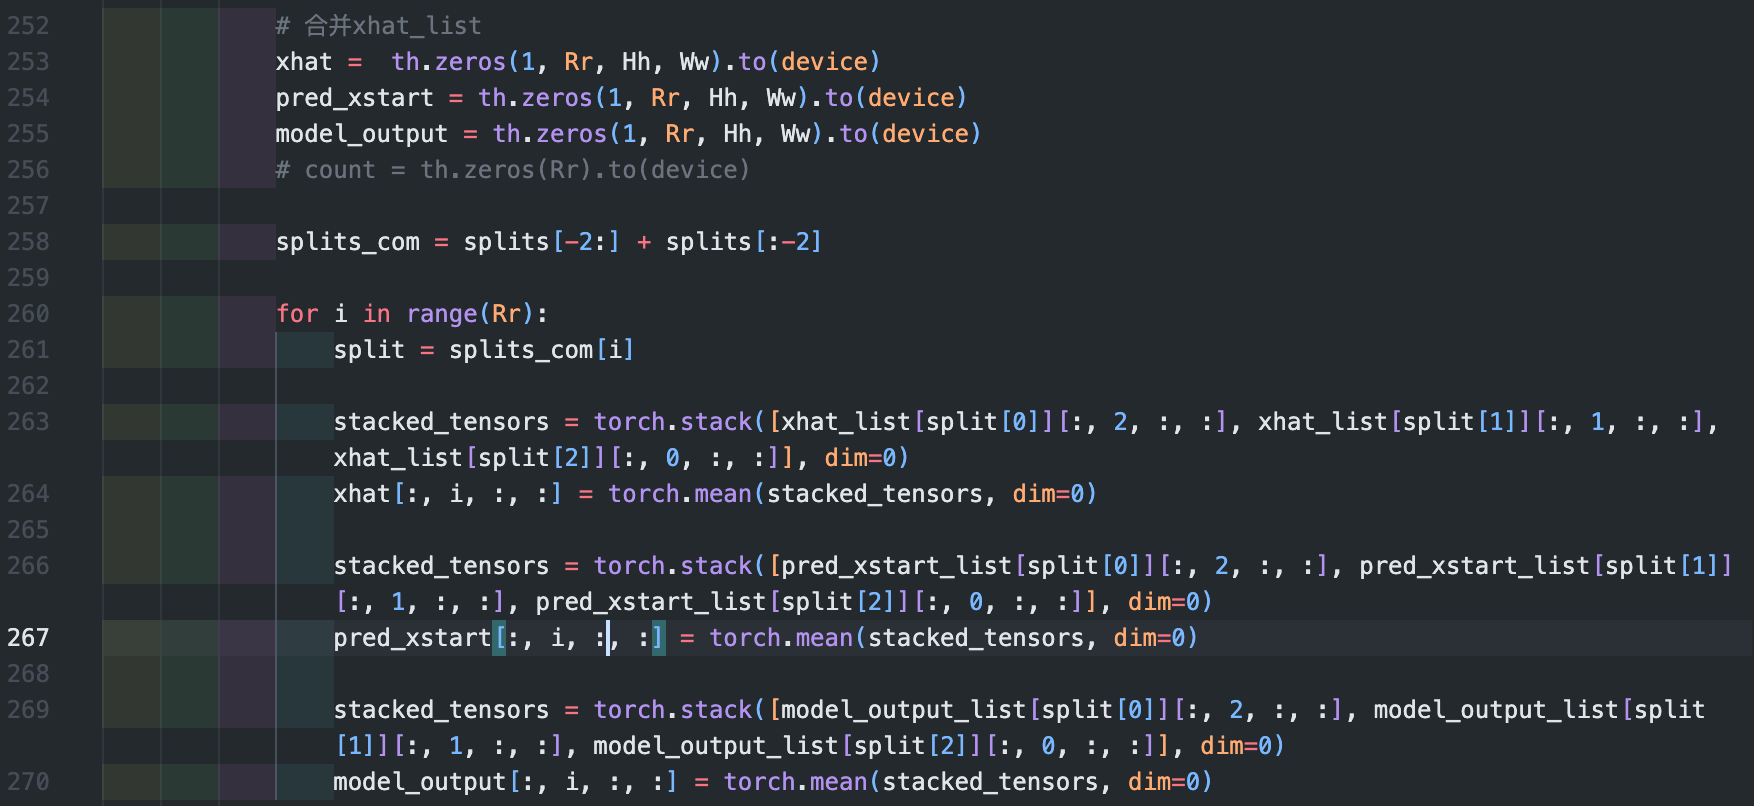 252 # 合并xhat_list
253 xhat =  th.zeros(1, Rr, Hh, Ww).to(device)
254 pred_xstart = th.zeros(1, Rr, Hh, Ww).to(device)
255 model_output = th.zeros(1, Rr, Hh, Ww).to(device)
256 # count = th.zeros(Rr).to(device)
257
258 splits_com = splits[-2:] + splits[:-2]
259
260 for i in range(Rr):
261     split = splits_com[i]
262
263     stacked_tensors = torch.stack([xhat_list[split[0]][:, 2, :, :], xhat_list[split[1]][:, 1, :, :],
xhat_list[split[2]][:, 0, :, :]], dim=0)
264     xhat[:, i, :, :] = torch.mean(stacked_tensors, dim=0)
265
266     stacked_tensors = torch.stack([pred_xstart_list[split[0]][:, 2, :, :], pred_xstart_list[split[1]]
[:, 1, :, :], pred_xstart_list[split[2]][:, 0, :, :]], dim=0)
267     pred_xstart[:, i, :, :] = torch.mean(stacked_tensors, dim=0)
268
269     stacked_tensors = torch.stack([model_output_list[split[0]][:, 2, :, :], model_output_list[split
[1]][:, 1, :, :], model_output_list[split[2]][:, 0, :, :]], dim=0)
270     model_output[:, i, :, :] = torch.mean(stacked_tensors, dim=0)